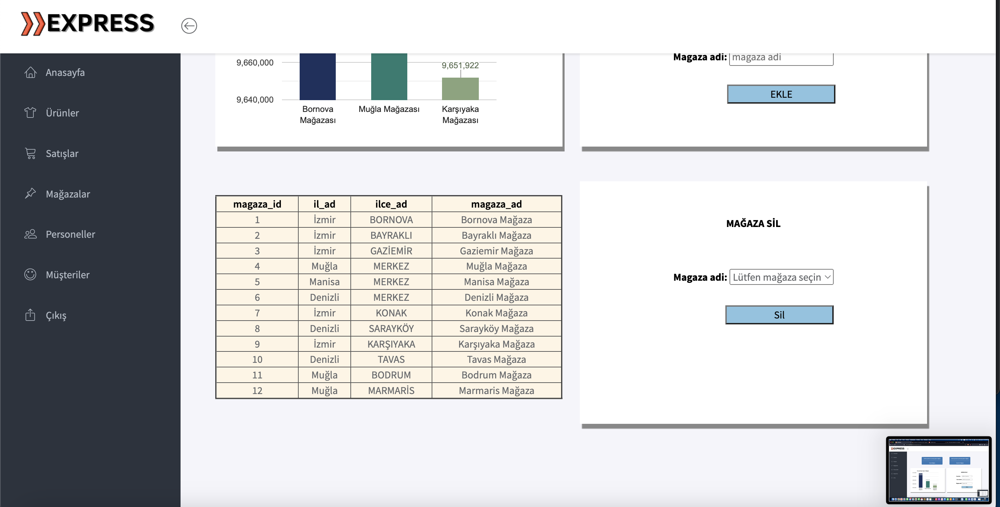 EXPRESS
Anasayfa
Ürünler
Satışlar
Mağazalar
Personeller
Müşteriler
Çıkış
9,660,000
9,651,922
9,640,000
Bornova Mağazası
Muğla Mağazası
Karşıyaka Mağazası
Magaza adi: magaza adi
EKLE
magaza_id il_ad ilce_ad magaza_ad
1 İzmir BORNOVA Bornova Mağaza
2 İzmir BAYRAKLI Bayraklı Mağaza
3 İzmir GAZİEMİR Gaziemir Mağaza
4 Muğla MERKEZ Muğla Mağaza
5 Manisa MERKEZ Manisa Mağaza
6 Denizli MERKEZ Denizli Mağaza
7 İzmir KONAK Konak Mağaza
8 Denizli SARAYKÖY Sarayköy Mağaza
9 İzmir KARŞIYAKA Karşıyaka Mağaza
10 Denizli TAVAS Tavas Mağaza
11 Muğla BODRUM Bodrum Mağaza
12 Muğla MARMARİS Marmaris Mağaza
MAĞAZA SİL
Magaza adi: Lütfen mağaza seçin
Sil
EXPRESS